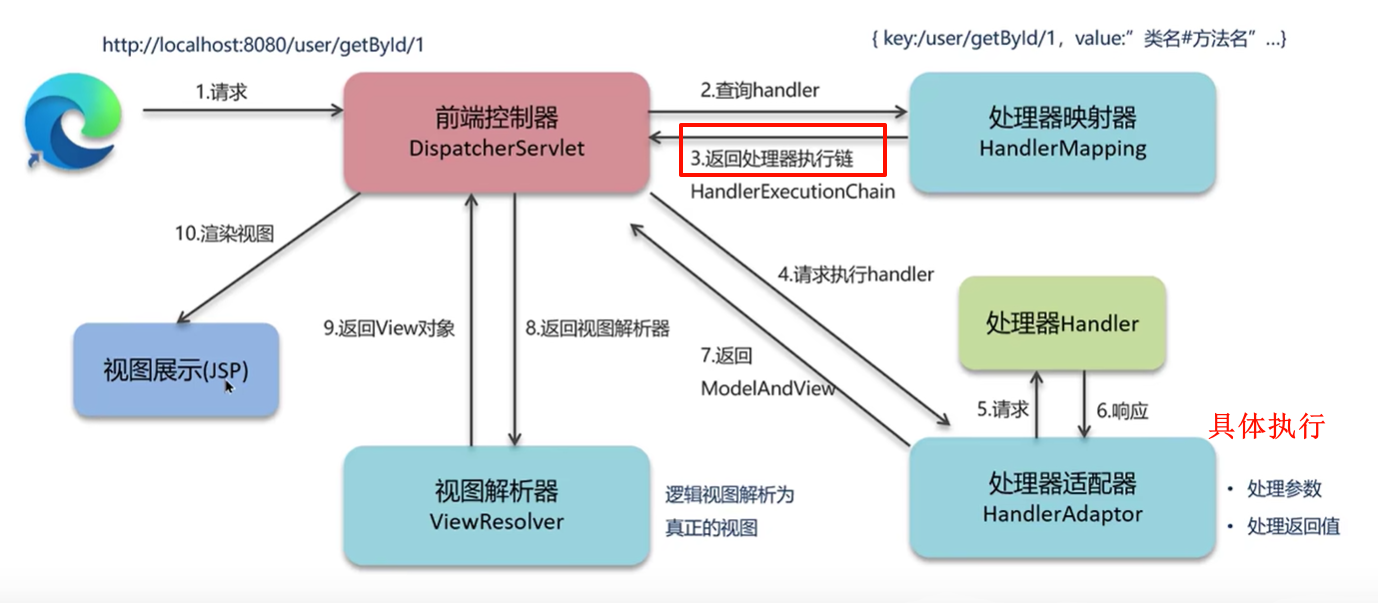 http://localhost:8080/user/getById/1
{ key:/user/getById/1，value:”类名#方法名”...}
1.请求
前端控制器
DispatcherServlet
2.查询handler
3.返回处理器执行链
HandlerExecutionChain
处理器映射器
HandlerMapping
10.渲染视图
4.请求执行handler
处理器Handler
9.返回View对象
8.返回视图解析器
视图展示(JSP)
7.返回
ModelAndView
5.请求
6.响应
具体执行
视图解析器
ViewResolver
逻辑视图解析为
真正的视图
处理器适配器
HandlerAdaptor
• 处理参数
• 处理返回值